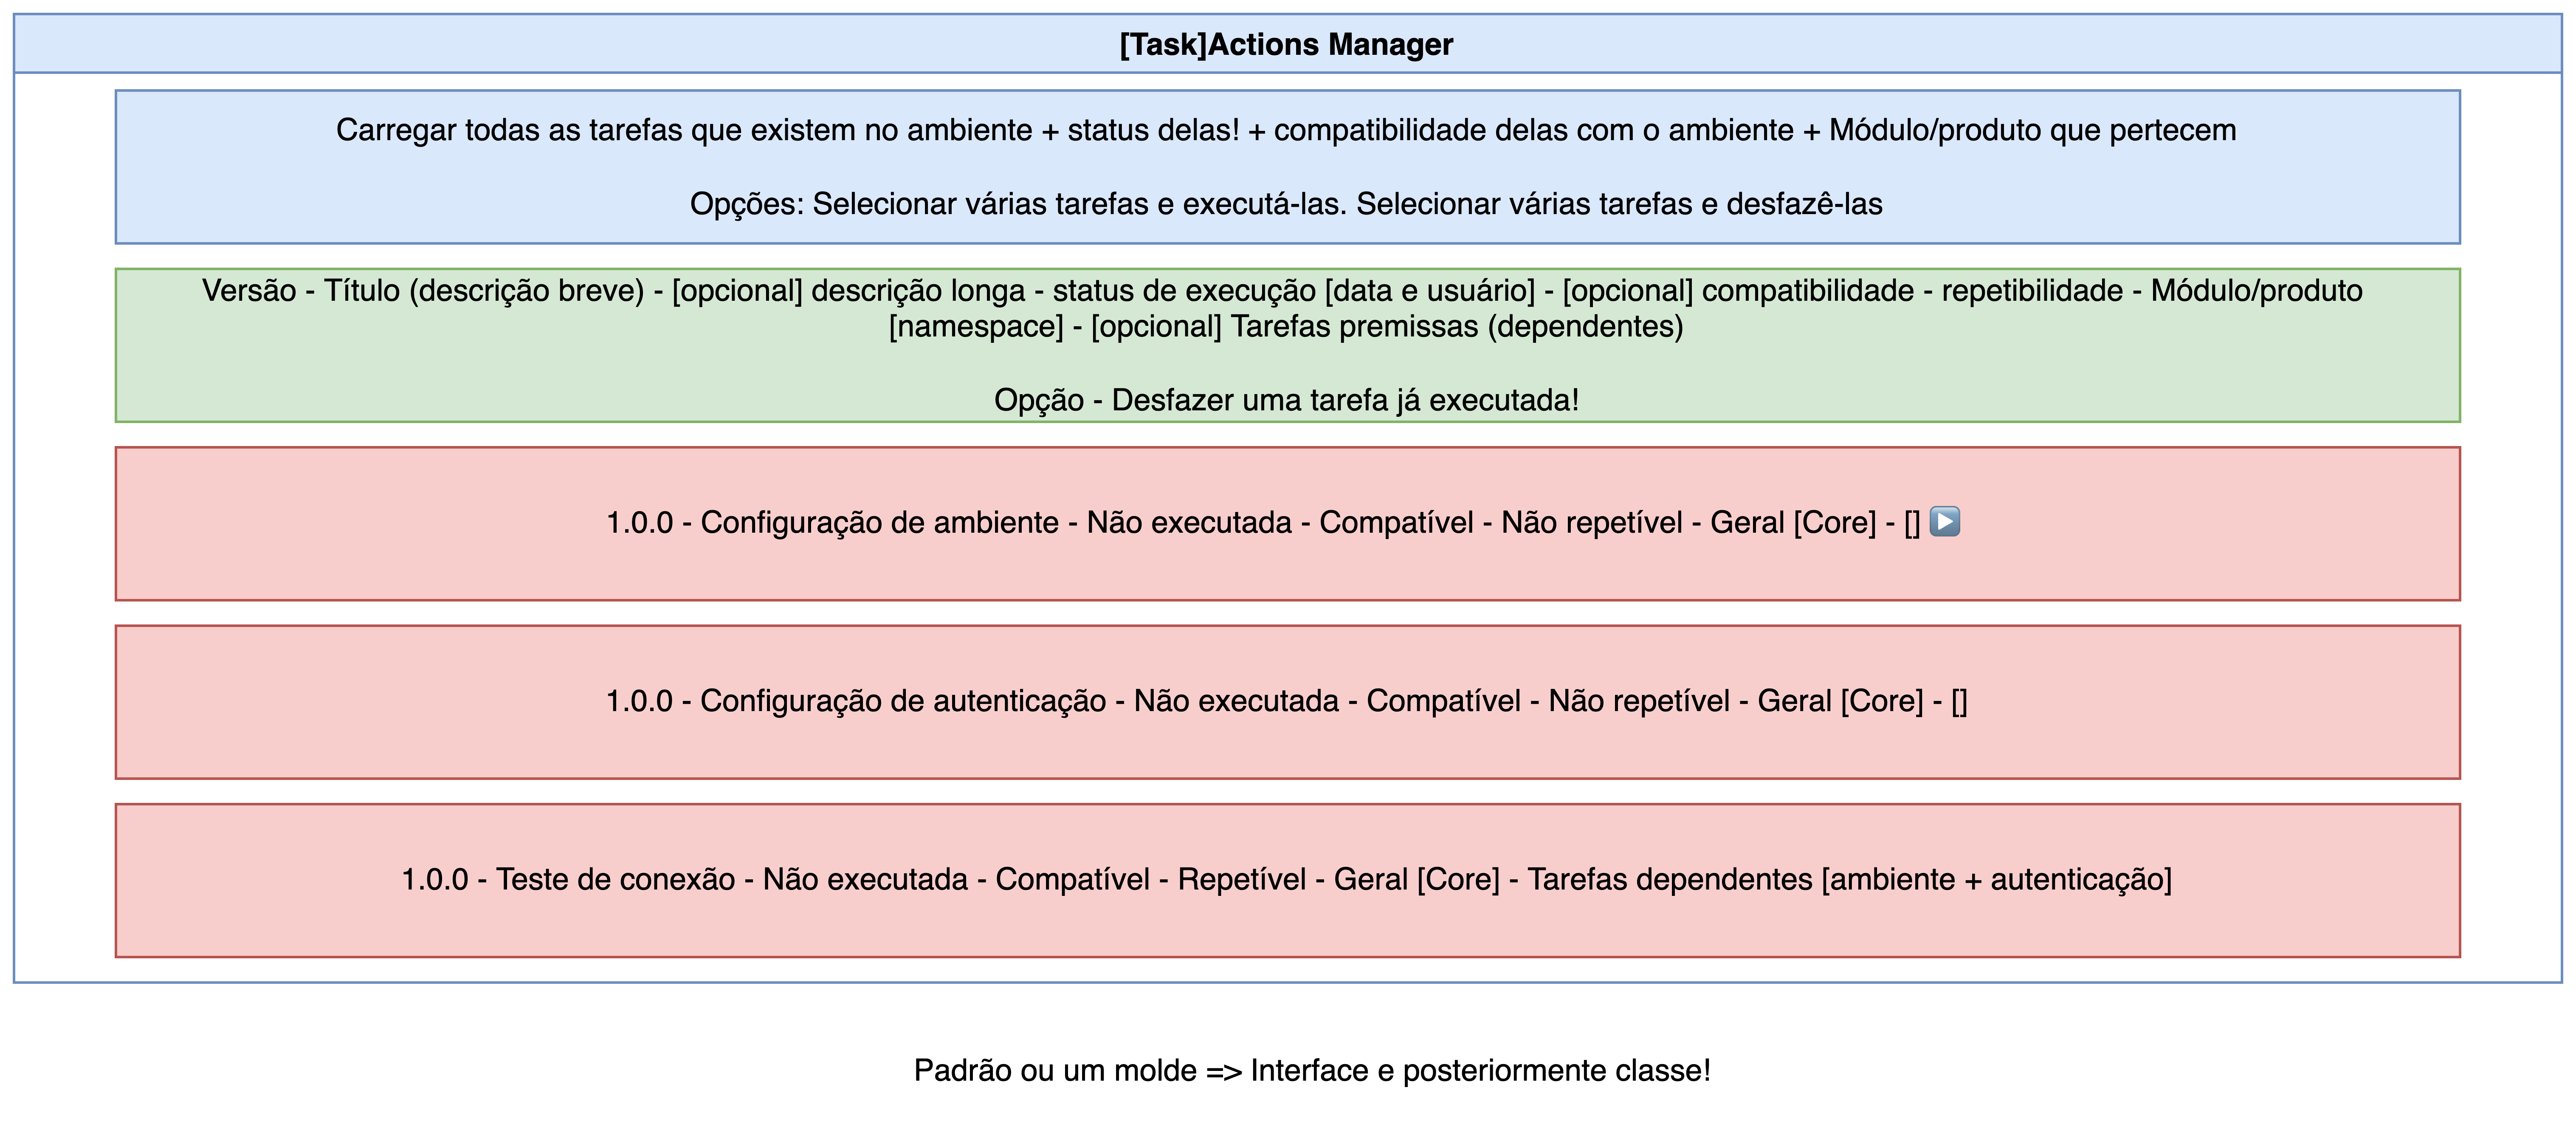 [Task]Actions Manager
Carregar todas as tarefas que existem no ambiente + status delas! + compatibilidade delas com o ambiente + Módulo/produto que pertecem
Opções: Selecionar várias tarefas e executá-las. Selecionar várias tarefas e desfazê-las
Versão - Título (descrição breve) - [opcional] descrição longa - status de execução [data e usuário] - [opcional] compatibilidade - repetibilidade - Módulo/produto
[namespace] - [opcional] Tarefas premissas (dependentes)
Opção - Desfazer uma tarefa já executada!
1.0.0 - Configuração de ambiente - Não executada - Compatível - Não repetível - Geral [Core] - [] ▶️
1.0.0 - Configuração de autenticação - Não executada - Compatível - Não repetível - Geral [Core] - []
1.0.0 - Teste de conexão - Não executada - Compatível - Repetível - Geral [Core] - Tarefas dependentes [ambiente + autenticação]
Padrão ou um molde => Interface e posteriormente classe!